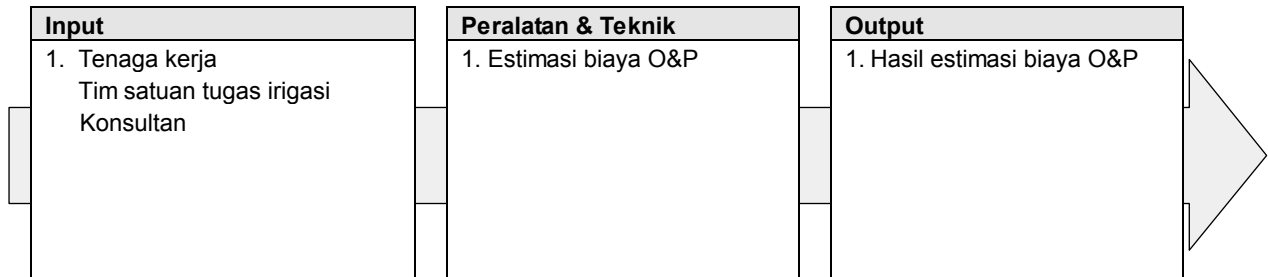 Input
1. Tenaga kerja
Tim satuan tugas irigasi
Konsultan
Peralatan & Teknik
1. Estimasi biaya O&P
Output
1. Hasil estimasi biaya O&P